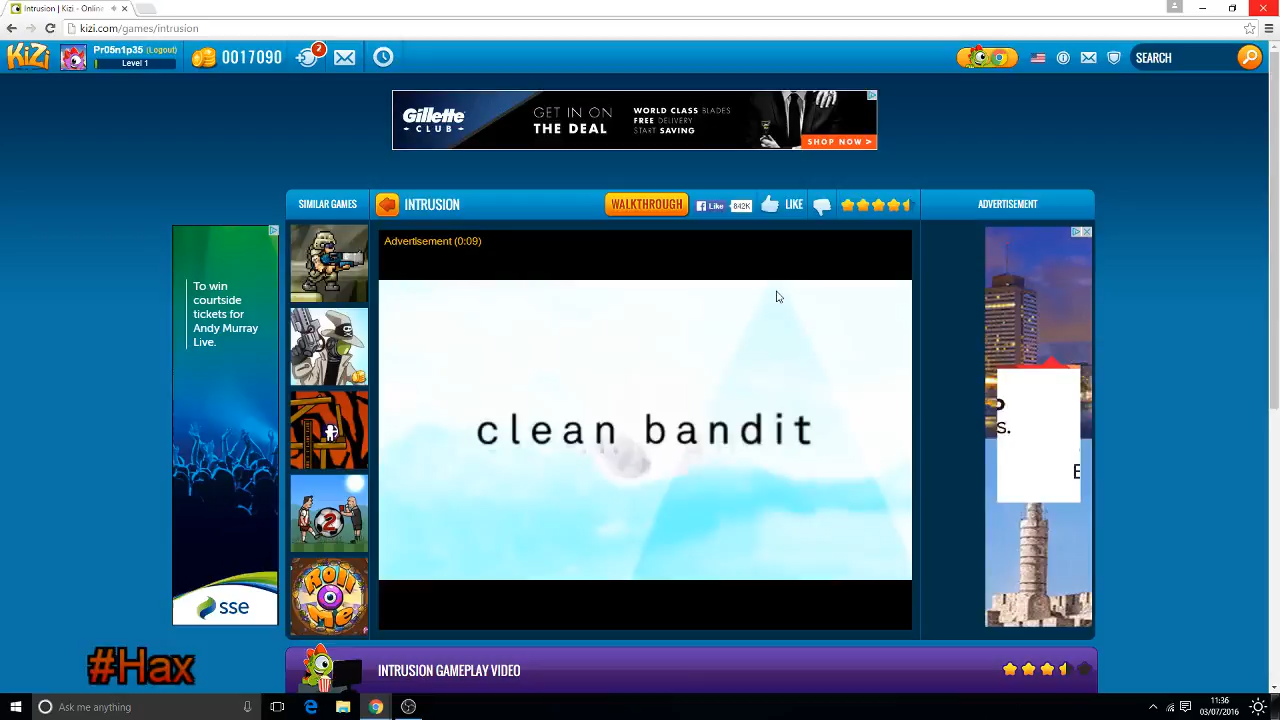 Intrusion | Kizi - Online
kizi.com/games/intrusion
KiZi
Pr05n1p35 (Logout)
Level 1
0017090
2
SEARCH
Gillette
CLUB
GET IN ON
THE DEAL
WORLD CLASS BLADES
FREE DELIVERY
START SAVING
SHOP NOW >
SIMILAR GAMES
INTRUSION
WALKTHROUGH
Like
842K
LIKE
ADVERTISEMENT
Advertisement (0:09)
To win
courtside
tickets for
Andy Murray
Live.
sse
2
ROLL
ME
clean bandit
s.
E
#Hax
INTRUSION GAMEPLAY VIDEO
Ask me anything
11:36
03/07/2016